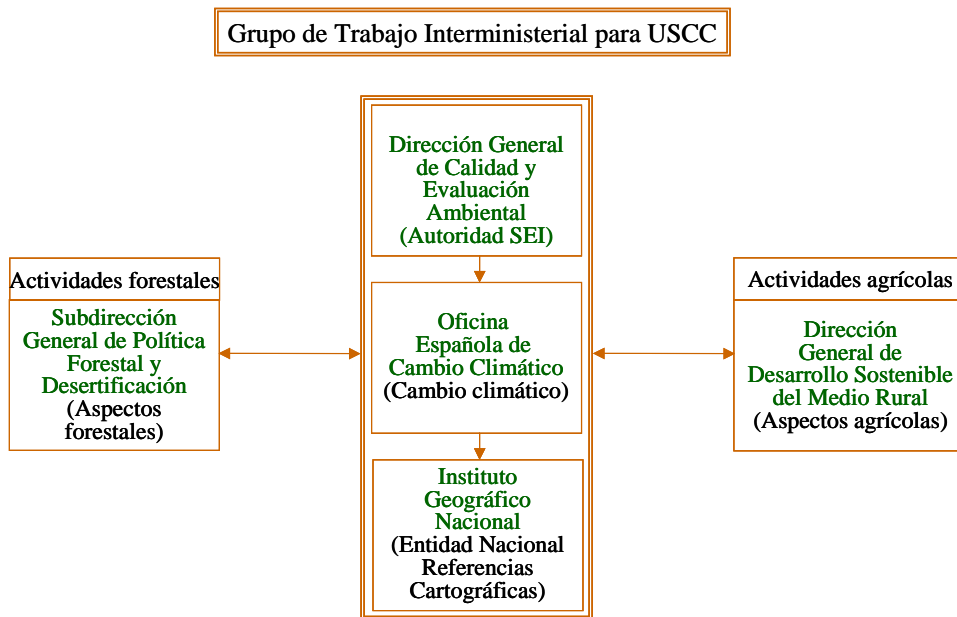 Grupo de Trabajo Interministerial para USCC
Dirección General
de Calidad y
Evaluación
Ambiental
(Autoridad SEI)
Actividades forestales
Subdirección
General de Política
Forestal y
Desertificación
(Aspectos
forestales)
Oficina
Española de
Cambio Climático
(Cambio climático)
Actividades agrícolas
Dirección
General de
Desarrollo Sostenible
del Medio Rural
(Aspectos agrícolas)
Instituto
Geográfico
Nacional
(Entidad Nacional
Referencias
Cartográficas)